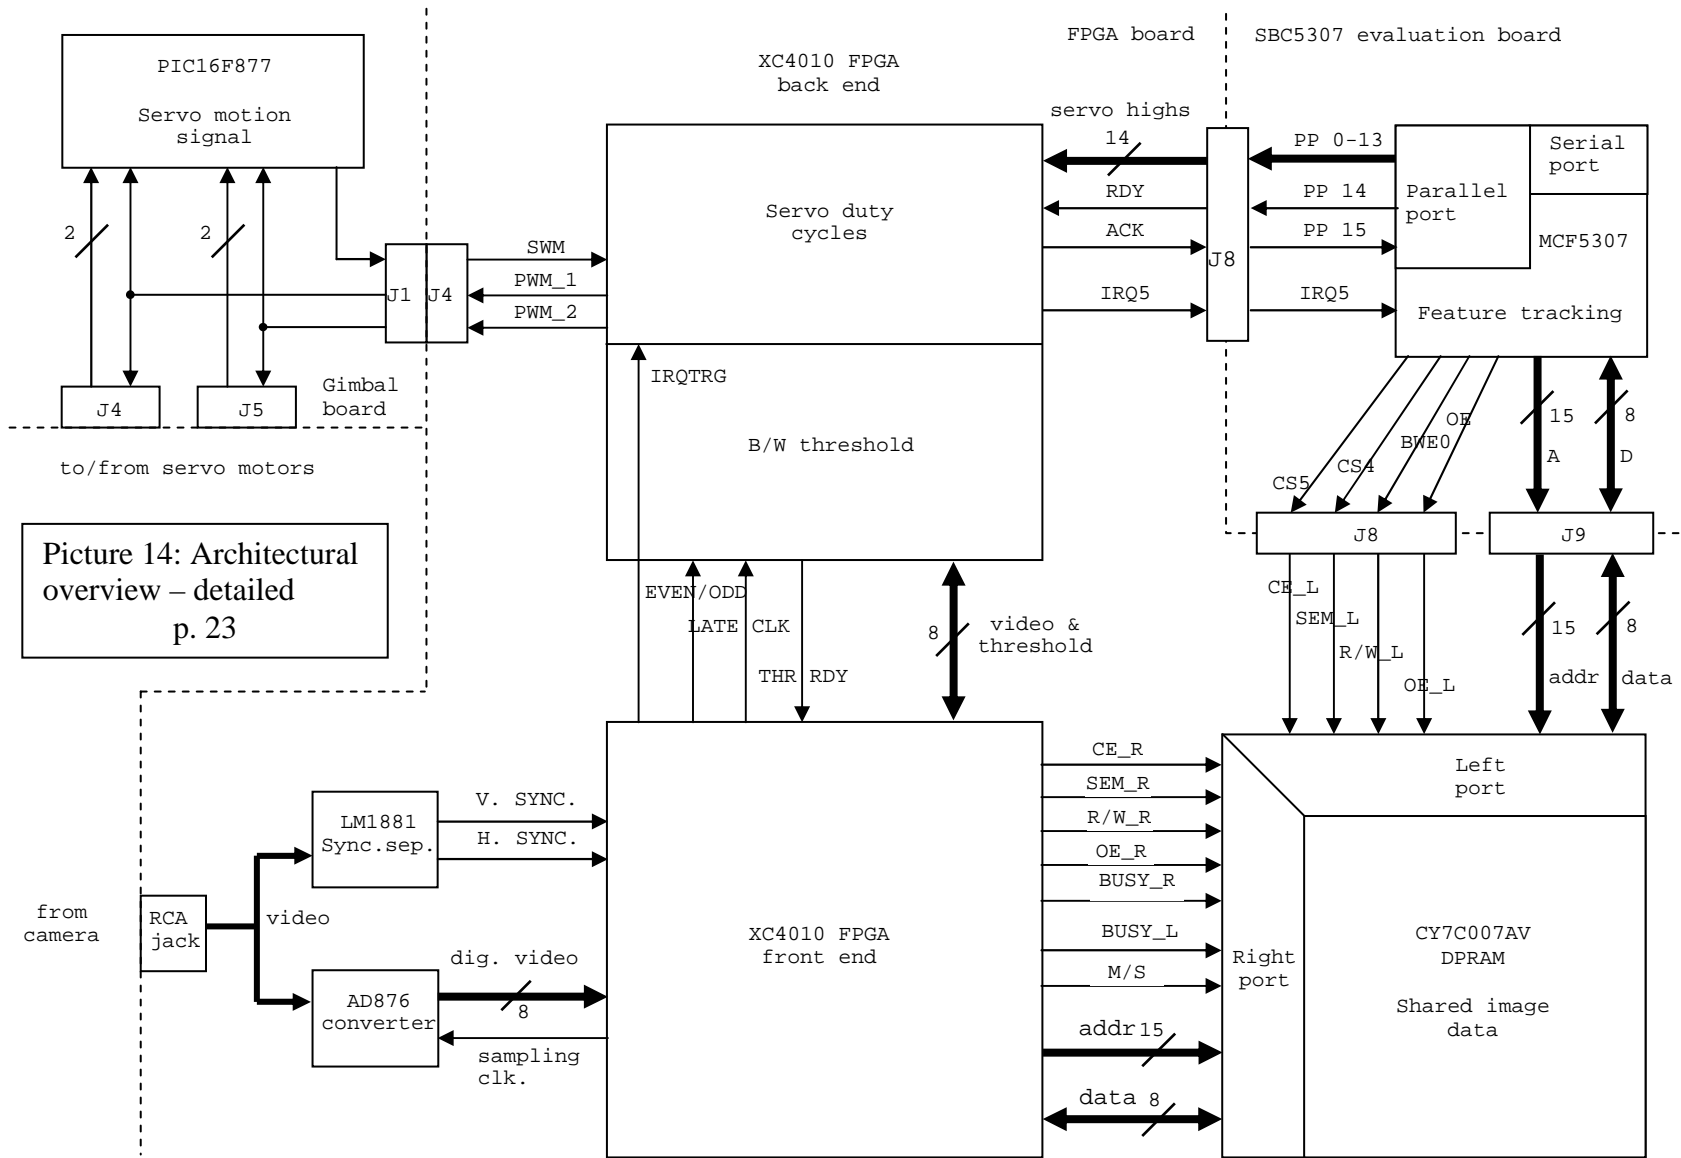 FPGA board
SBC5307 evaluation board
PIC16F877
Servo motion
signal
XC4010 FPGA
back end
servo highs
14
PP 0-13
Serial
port
RDY
PP 14
Parallel
port
Servo duty
cycles
ACK
PP 15
MCF5307
J8
2
2
SWM
J1
J4
PWM_1
PWM_2
IRQ5
IRQ5
Feature tracking
IRQTRG
Gimbal
board
J4
J5
B/W threshold
OE
BWE0
CS4
CS5
15
8
A
D
to/from servo motors
J8
J9
Picture 14: Architectural
overview – detailed
p. 23
EVEN/ODD
LATE CLK
THR RDY
8
video &
threshold
CE_L
SEM_L
R/W_L
OE_L
15
8
addr
data
V. SYNC.
LM1881
Sync.sep.
H. SYNC.
CE_R
SEM_R
R/W_R
OE_R
BUSY_R
BUSY_L
M/S
Left
port
from
camera
RCA
jack
video
XC4010 FPGA
front end
dig. video
8
AD876
converter
sampling
clk.
Right
port
CY7C007AV
DPRAM
Shared image
data
addr 15
data 8